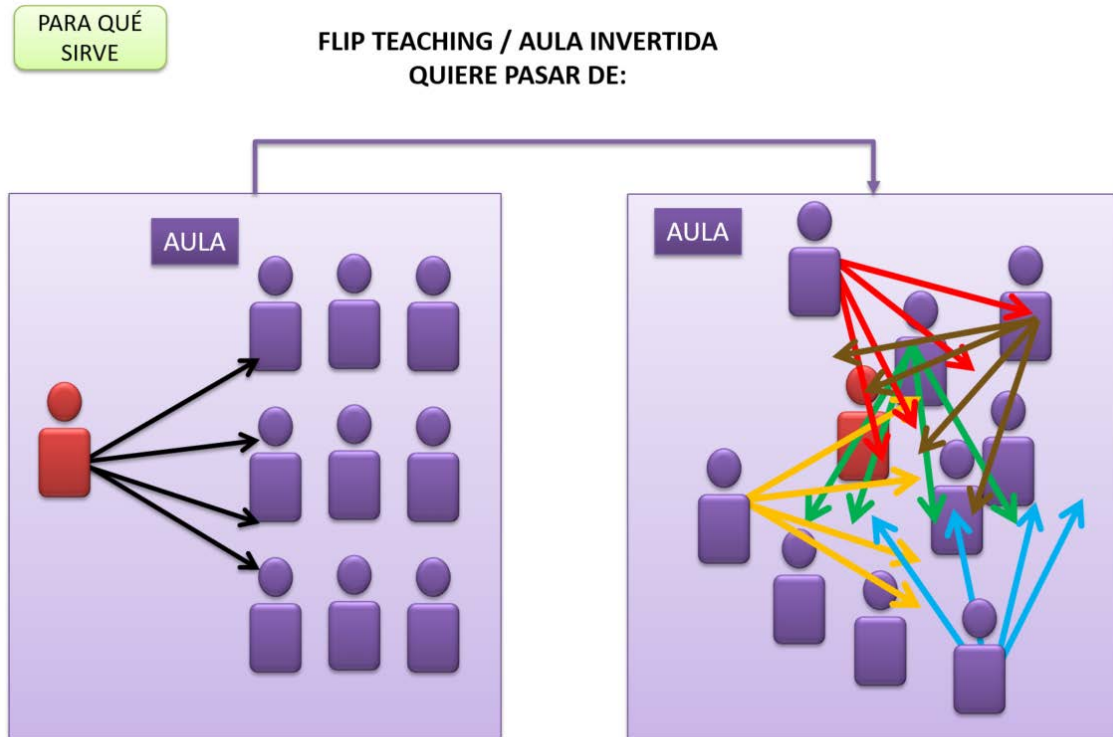 PARA QUÉ
SIRVE
FLIP TEACHING / AULA INVERTIDA
QUIERE PASAR DE:
AULA
AULA